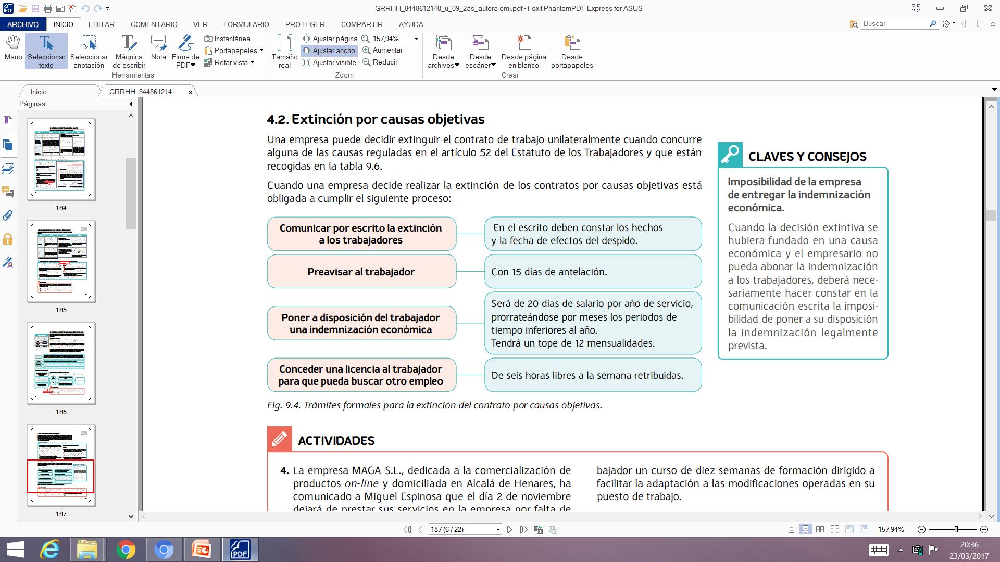 GRRHH_8448612140_u_09_2as_autora emi.pdf - Foxit PhantomPDF Express for ASUS
ARCHIVO INICIO EDITAR COMENTARIO VER FORMULARIO PROTEGER COMPARTIR AYUDA
Buscar
Mano
Seleccionar texto
Seleccionar anotación
Máquina de escribir
Nota
Firma de PDF
Instantánea
Portapapeles
Rotar vista
Herramientas
Tamaño real
Ajustar página
Ajustar ancho
Ajustar visible
157,94%
Aumentar
Reducir
Zoom
Desde archivos
Desde escáner
Desde página en blanco
Desde portapapeles
Crear
Inicio
GRRHH_844861214...
Páginas
184
185
186
187
4.2. Extinción por causas objetivas
Una empresa puede decidir extinguir el contrato de trabajo unilateralmente cuando concurre
alguna de las causas reguladas en el artículo 52 del Estatuto de los Trabajadores y que están
recogidas en la tabla 9.6.
Cuando una empresa decide realizar la extinción de los contratos por causas objetivas está
obligada a cumplir el siguiente proceso:
Comunicar por escrito la extinción
a los trabajadores
En el escrito deben constar los hechos
y la fecha de efectos del despido.
Preavisar al trabajador
Con 15 días de antelación.
Poner a disposición del trabajador
una indemnización económica
Será de 20 días de salario por año de servicio,
prorrateándose por meses los periodos de
tiempo inferiores al año.
Tendrá un tope de 12 mensualidades.
Conceder una licencia al trabajador
para que pueda buscar otro empleo
De seis horas libres a la semana retribuidas.
Fig. 9.4. Trámites formales para la extinción del contrato por causas objetivas.
CLAVES Y CONSEJOS
Imposibilidad de la empresa
de entregar la indemnización
económica.
Cuando la decisión extintiva se
hubiera fundado en una causa
económica y el empresario no
pueda abonar la indemnización
a los trabajadores, deberá nece-
sariamente hacer constar en la
comunicación escrita la imposi-
bilidad de poner a su disposición
la indemnización legalmente
prevista.
ACTIVIDADES
4. La empresa MAGA S.L., dedicada a la comercialización de
productos on-line y domiciliada en Alcalá de Henares, ha
comunicado a Miguel Espinosa que el día 2 de noviembre
dejará de prestar sus servicios en la empresa por falta de
bajador un curso de diez semanas de formación dirigido a
facilitar la adaptación a las modificaciones operadas en su
puesto de trabajo.
187 (6 / 22)
157,94%
PDF
20:36
23/03/2017